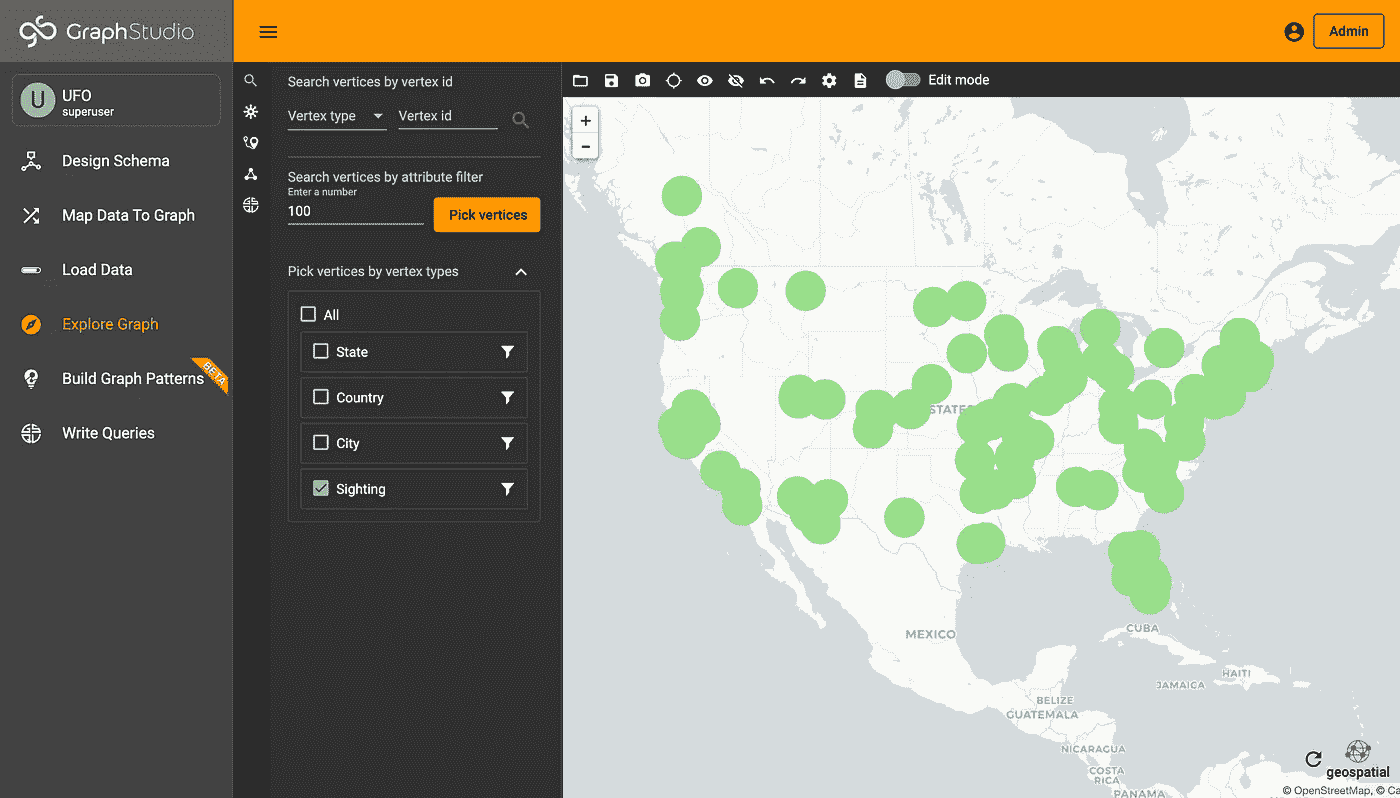 GraphStudio
Admin
U
UFO
superuser
Design Schema
Map Data To Graph
Load Data
Explore Graph
Build Graph Patterns
BETA
Write Queries
Search vertices by vertex id
Vertex type
Vertex id
Search vertices by attribute filter
Enter a number
100
Pick vertices
Pick vertices by vertex types
All
State
Country
City
Sighting
Edit mode
+
-
STATES
MEXICO
CUBA
HAITI
JAMAICA
BELIZE
GUATEMALA
NICARAGUA
COSTA
RICA
PANAMA
geospatial
© OpenStreetMap, © Ca